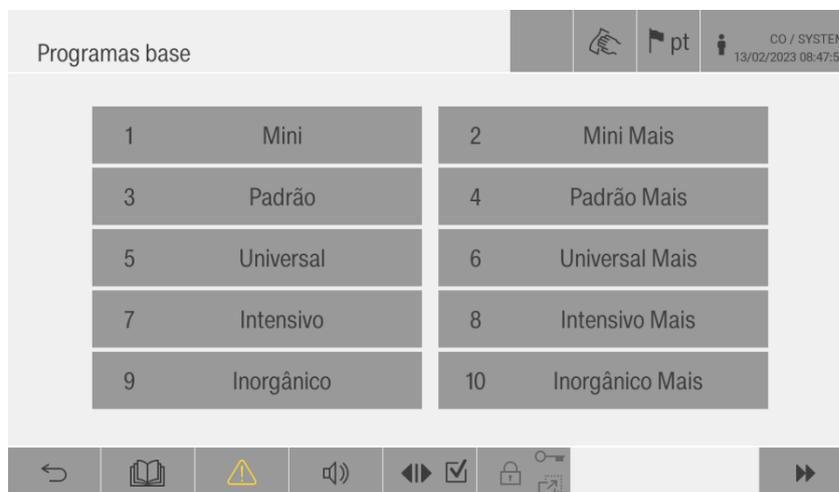 Programas base
pt
CO / SYSTEM
13/02/2023 08:47:5
1 Mini
2 Mini Mais
3 Padrão
4 Padrão Mais
5 Universal
6 Universal Mais
7 Intensivo
8 Intensivo Mais
9 Inorgânico
10 Inorgânico Mais